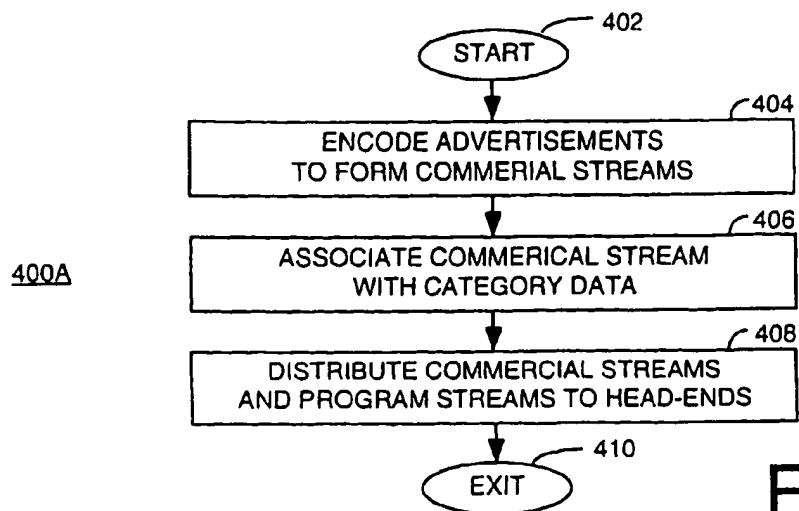 402
START
404
ENCODE ADVERTISEMENTS
TO FORM COMMERIAL STREAMS
406
400A
ASSOCIATE COMMERICAL STREAM
WITH CATEGORY DATA
408
DISTRIBUTE COMMERCIAL STREAMS
AND PROGRAM STREAMS TO HEAD-ENDS
410
EXIT
F